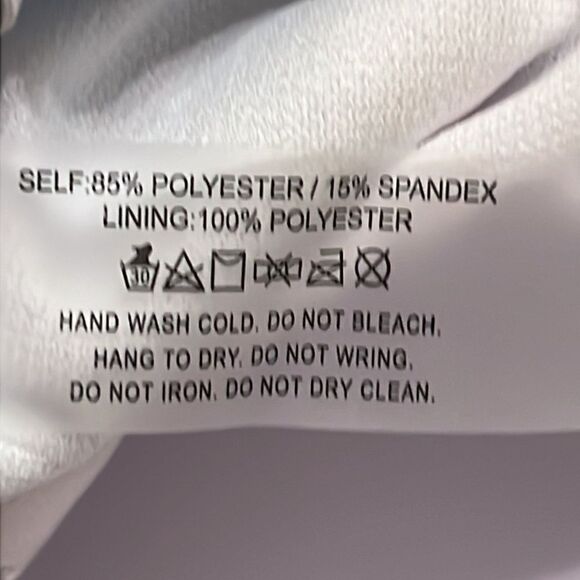 SELF:85% POLYESTER / 15% SPANDEX
LINING:100% POLYESTER
30
HAND WASH COLD. DO NOT BLEACH.
HANG TO DRY. DO NOT WRING.
DO NOT IRON. DO NOT DRY CLEAN.